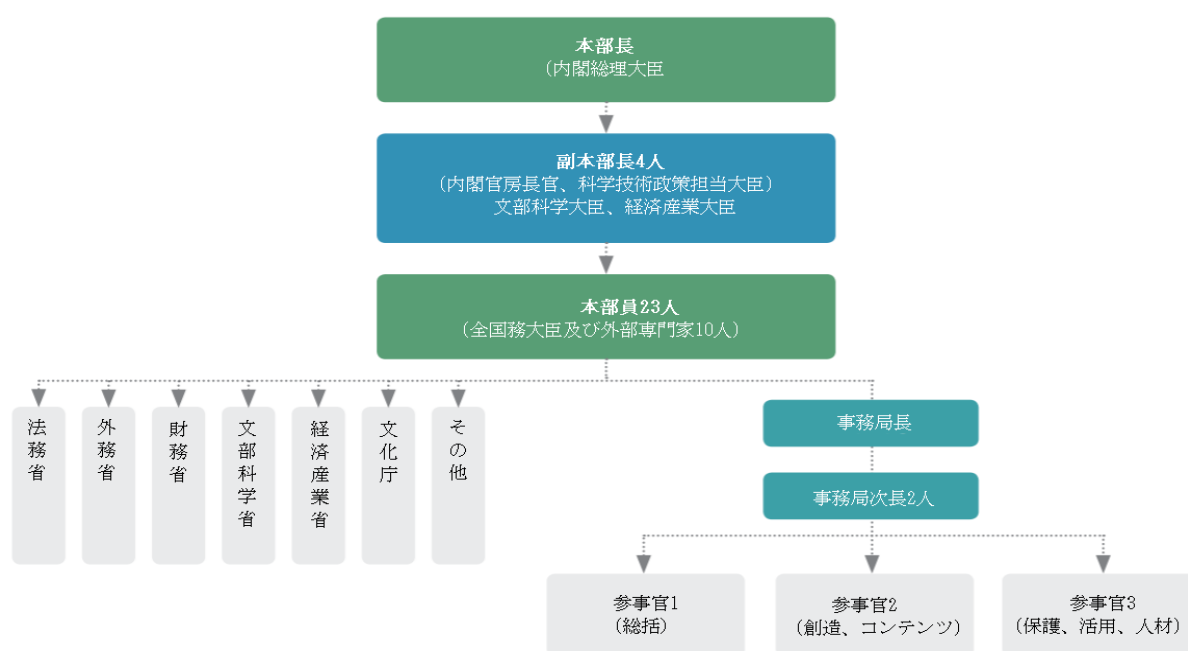 本部長
(内閣総理大臣
副本部長4人
(内閣官房長官、科学技術政策担当大臣)
文部科学大臣、経済産業大臣
本部員23人
(全国務大臣及び外部専門家10人)
法務省
外務省
財務省
文部科学省
経済産業省
文化庁
その他
事務局長
事務局次長2人
参事官1
(総括)
参事官2
(創造、コンテンツ)
参事官3
(保護、活用、人材)